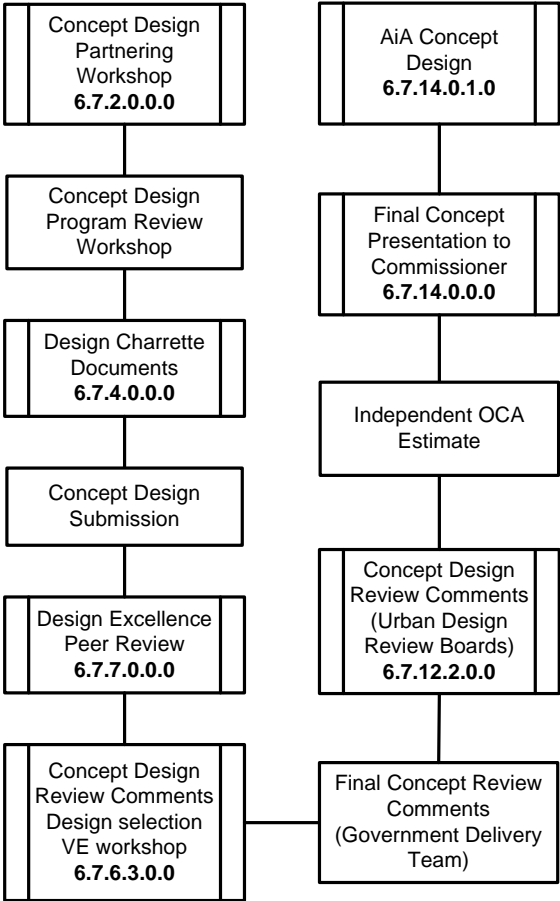 Concept Design
Partnering
Workshop
6.7.2.0.0.0
Concept Design
Program Review
Workshop
Design Charrette
Documents
6.7.4.0.0.0
Concept Design
Submission
Design Excellence
Peer Review
6.7.7.0.0.0
Concept Design
Review Comments
Design selection
VE workshop
6.7.6.3.0.0
AiA Concept
Design
6.7.14.0.1.0
Final Concept
Presentation to
Commissioner
6.7.14.0.0.0
Independent OCA
Estimate
Concept Design
Review Comments
(Urban Design
Review Boards)
6.7.12.2.0.0
Final Concept Review
Comments
(Government Delivery
Team)